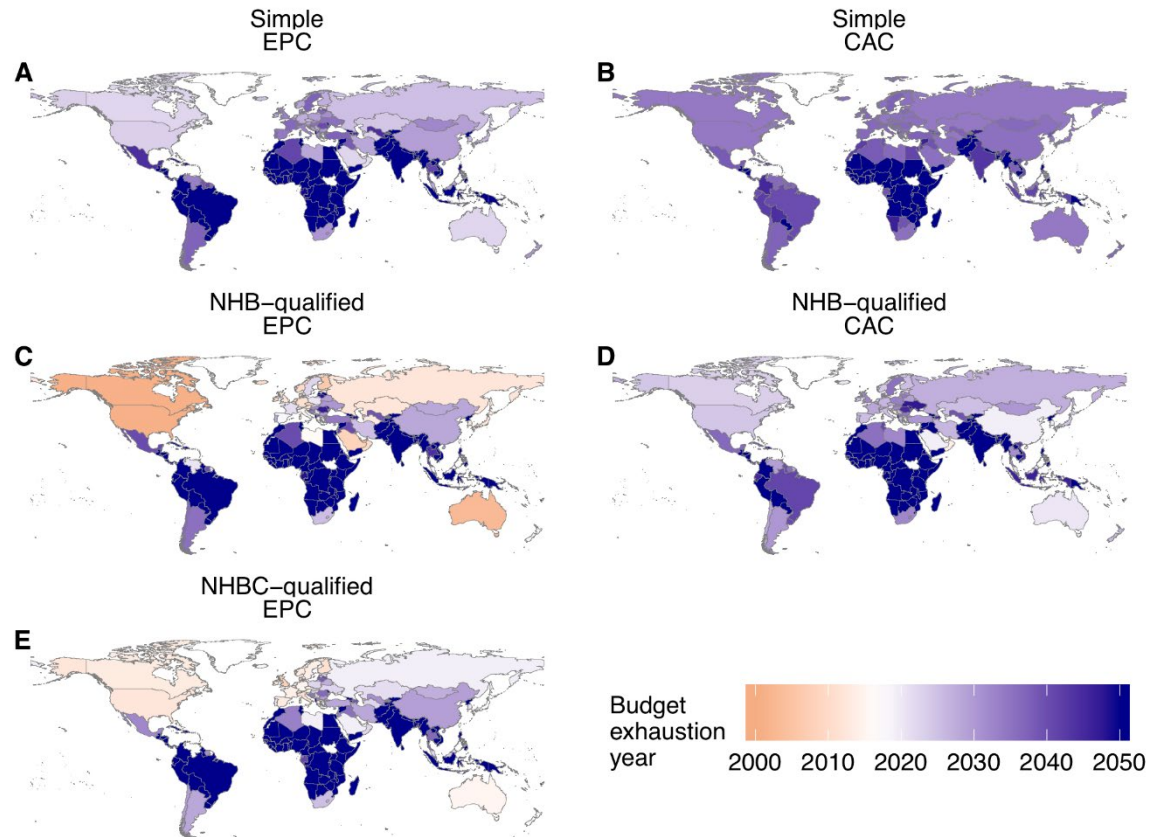 Simple
EPC
Simple
CAC
A
B
NHB−qualified
EPC
NHB−qualified
CAC
C
D
NHBC−qualified
EPC
E
Budget
exhaustion
year
2000 2010 2020 2030 2040 2050